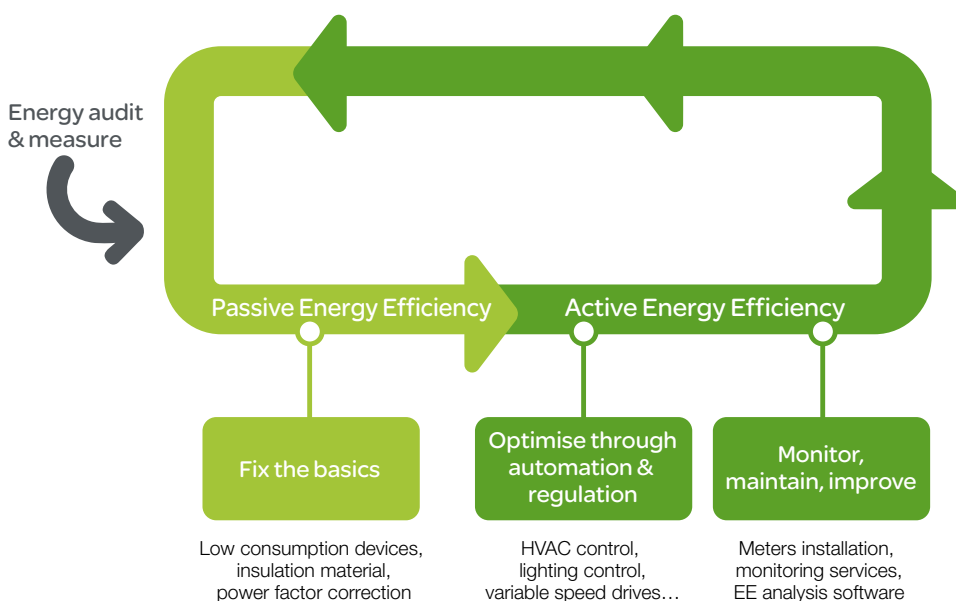 Energy audit
& measure
Passive Energy Efficiency
Active Energy Efficiency
Fix the basics
Optimise through
automation &
regulation
Monitor,
maintain, improve
Low consumption devices,
insulation material,
power factor correction
HVAC control,
lighting control,
variable speed drives…
Meters installation,
monitoring services,
EE analysis software